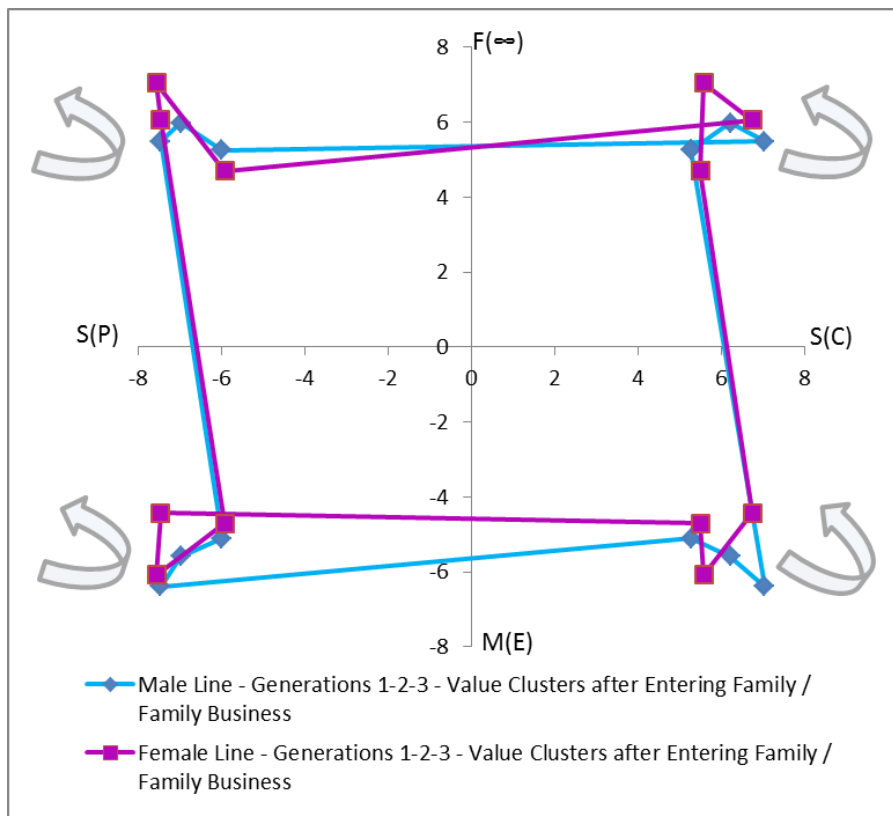 F(∞)
8
6
4
2
0
-2
-4
-6
-8
S(P)
S(C)
-8 -6 -4 -2 0 2 4 6 8
M(E)
Male Line - Generations 1-2-3 - Value Clusters after Entering Family /
Family Business
Female Line - Generations 1-2-3 - Value Clusters after Entering Family /
Family Business